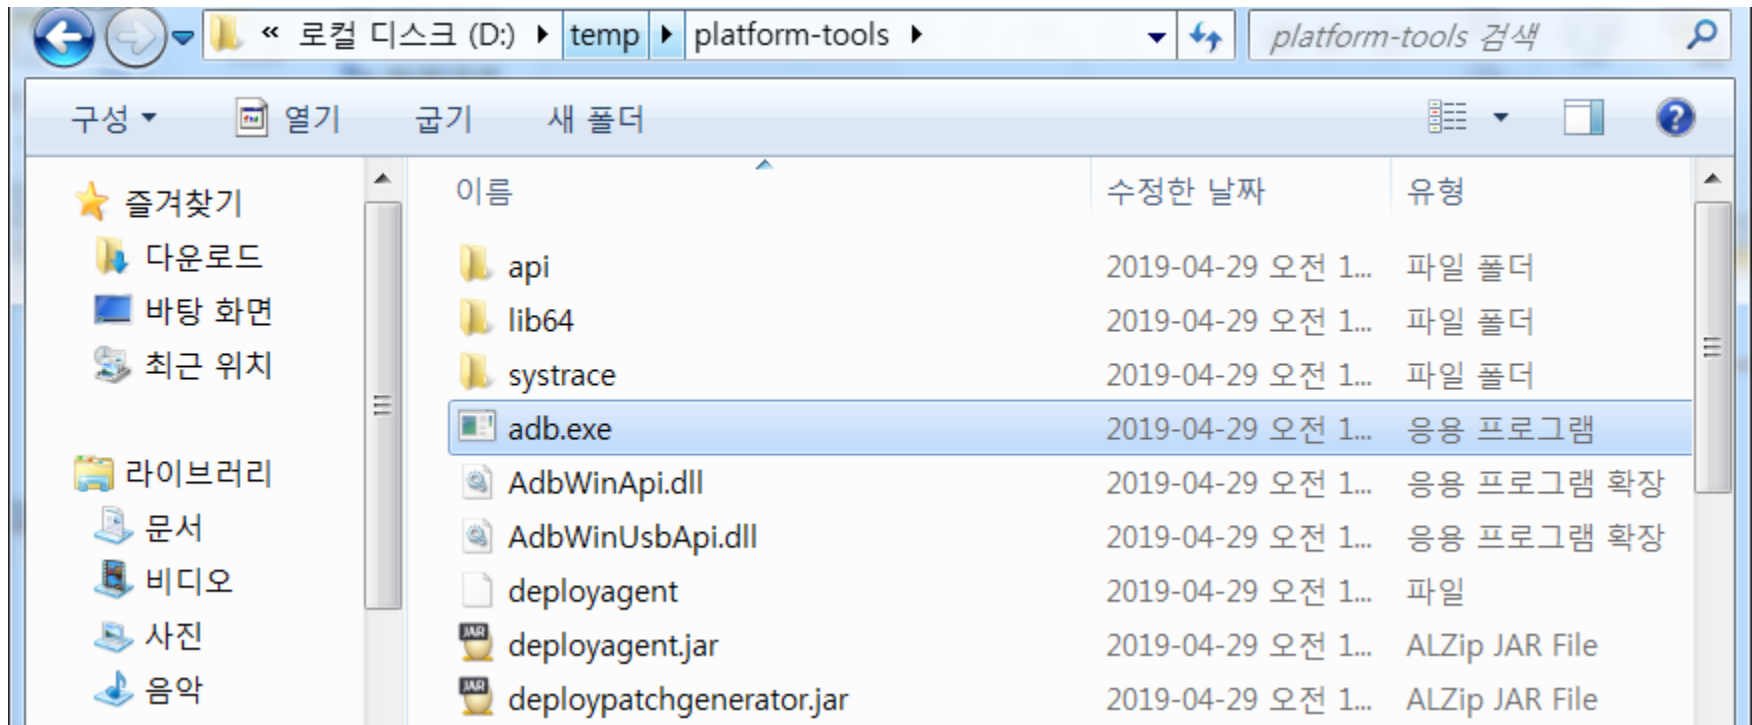 « 로컬 디스크 (D:) temp platform-tools platform-tools 검색
구성 열기 굽기 새 폴더
즐겨찾기
다운로드
바탕 화면
최근 위치
라이브러리
문서
비디오
사진
음악
이름 수정한 날짜 유형
api 2019-04-29 오전 1... 파일 폴더
lib64 2019-04-29 오전 1... 파일 폴더
systrace 2019-04-29 오전 1... 파일 폴더
adb.exe 2019-04-29 오전 1... 응용 프로그램
AdbWinApi.dll 2019-04-29 오전 1... 응용 프로그램 확장
AdbWinUsbApi.dll 2019-04-29 오전 1... 응용 프로그램 확장
deployagent 2019-04-29 오전 1... 파일
JAR deployagent.jar 2019-04-29 오전 1... ALZip JAR File
JAR deploypatchgenerator.jar 2019-04-29 오전 1... ALZip JAR File